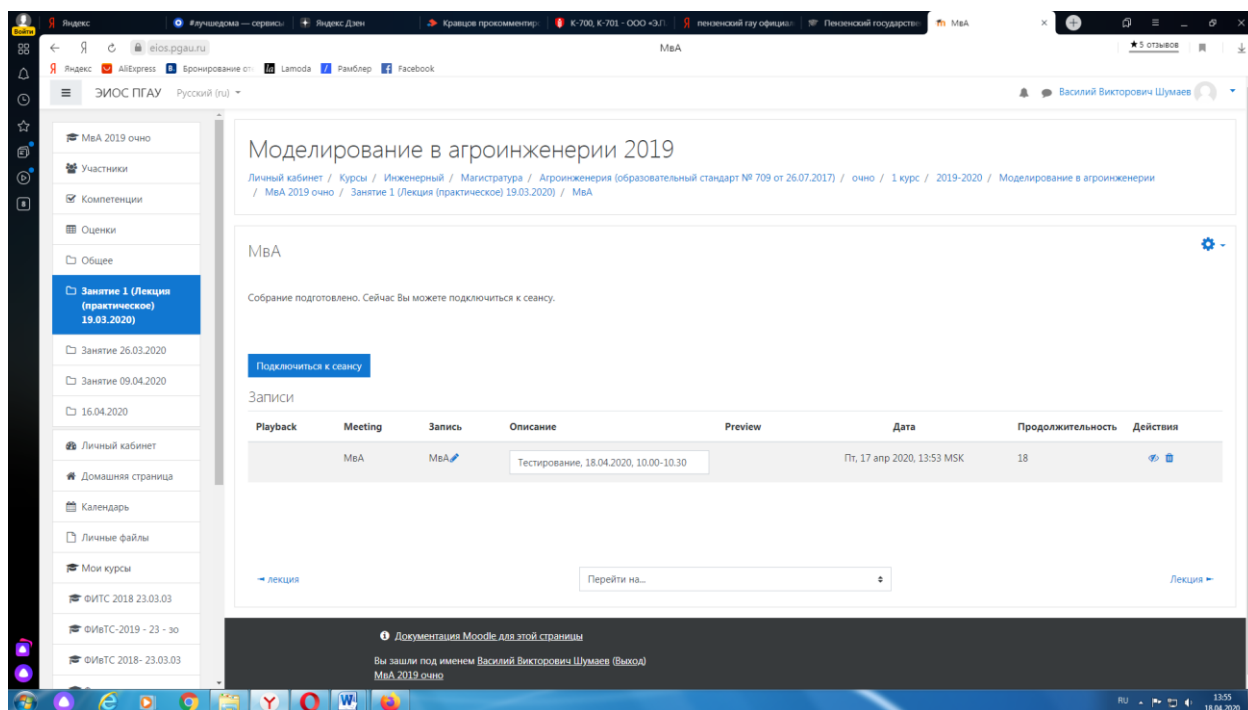 Войти
Яндекс
#лучшедома — сервисы
Яндекс Дзен
Кравцов прокомментиро
К-700, К-701 - ООО «Э.Л
пензенский гау официал
Пензенский государстве
МвА
eios.pgau.ru
МвА
★5 отзывов
Яндекс
AliExpress
Бронирование от
Lamoda
Рамблер
Facebook
ЭИОС ПГАУ
Русский (ru)
Василий Викторович Шумаев
МвА 2019 очно
Участники
Компетенции
Оценки
Общее
Занятие 1 (Лекция
(практическое)
19.03.2020)
Занятие 26.03.2020
Занятие 09.04.2020
16.04.2020
Личный кабинет
Домашняя страница
Календарь
Личные файлы
Мои курсы
ФИТС 2018 23.03.03
ФИвТС-2019 - 23 - зо
ФИвТС 2018- 23.03.03
Моделирование в агроинженерии 2019
Личный кабинет / Курсы / Инженерный / Магистратура / Агроинженерия (образовательный стандарт № 709 от 26.07.2017) / очно / 1 курс / 2019-2020 / Моделирование в агроинженерии
/ МвА 2019 очно / Занятие 1 (Лекция (практическое) 19.03.2020) / МвА
МвА
Собрание подготовлено. Сейчас Вы можете подключиться к сеансу.
Подключиться к сеансу
Записи
Playback Meeting Запись Описание Preview Дата Продолжительность Действия
МвА МвА Тестирование, 18.04.2020, 10.00-10.30 Пт, 17 апр 2020, 13:53 MSK 18
◄ лекция
Перейти на...
Лекция ►
Документация Moodle для этой страницы
Вы зашли под именем Василий Викторович Шумаев (Выход)
МвА 2019 очно
RU
13:55
18.04.2020